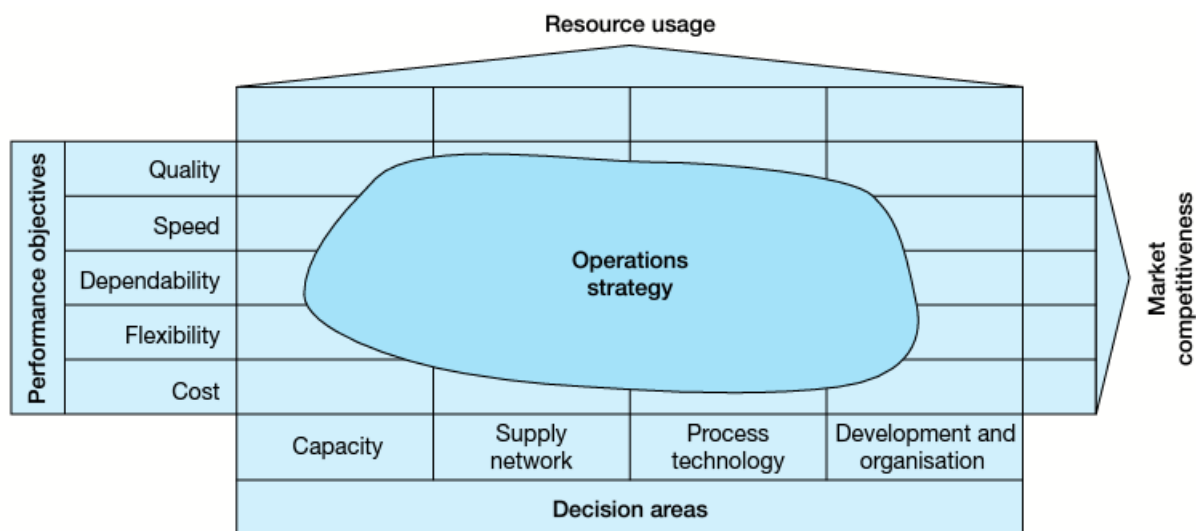 Resource usage
Performance objectives
Quality
Speed
Dependability
Flexibility
Cost
Operations
strategy
Market
competitiveness
Capacity
Supply
network
Process
technology
Development and
organisation
Decision areas